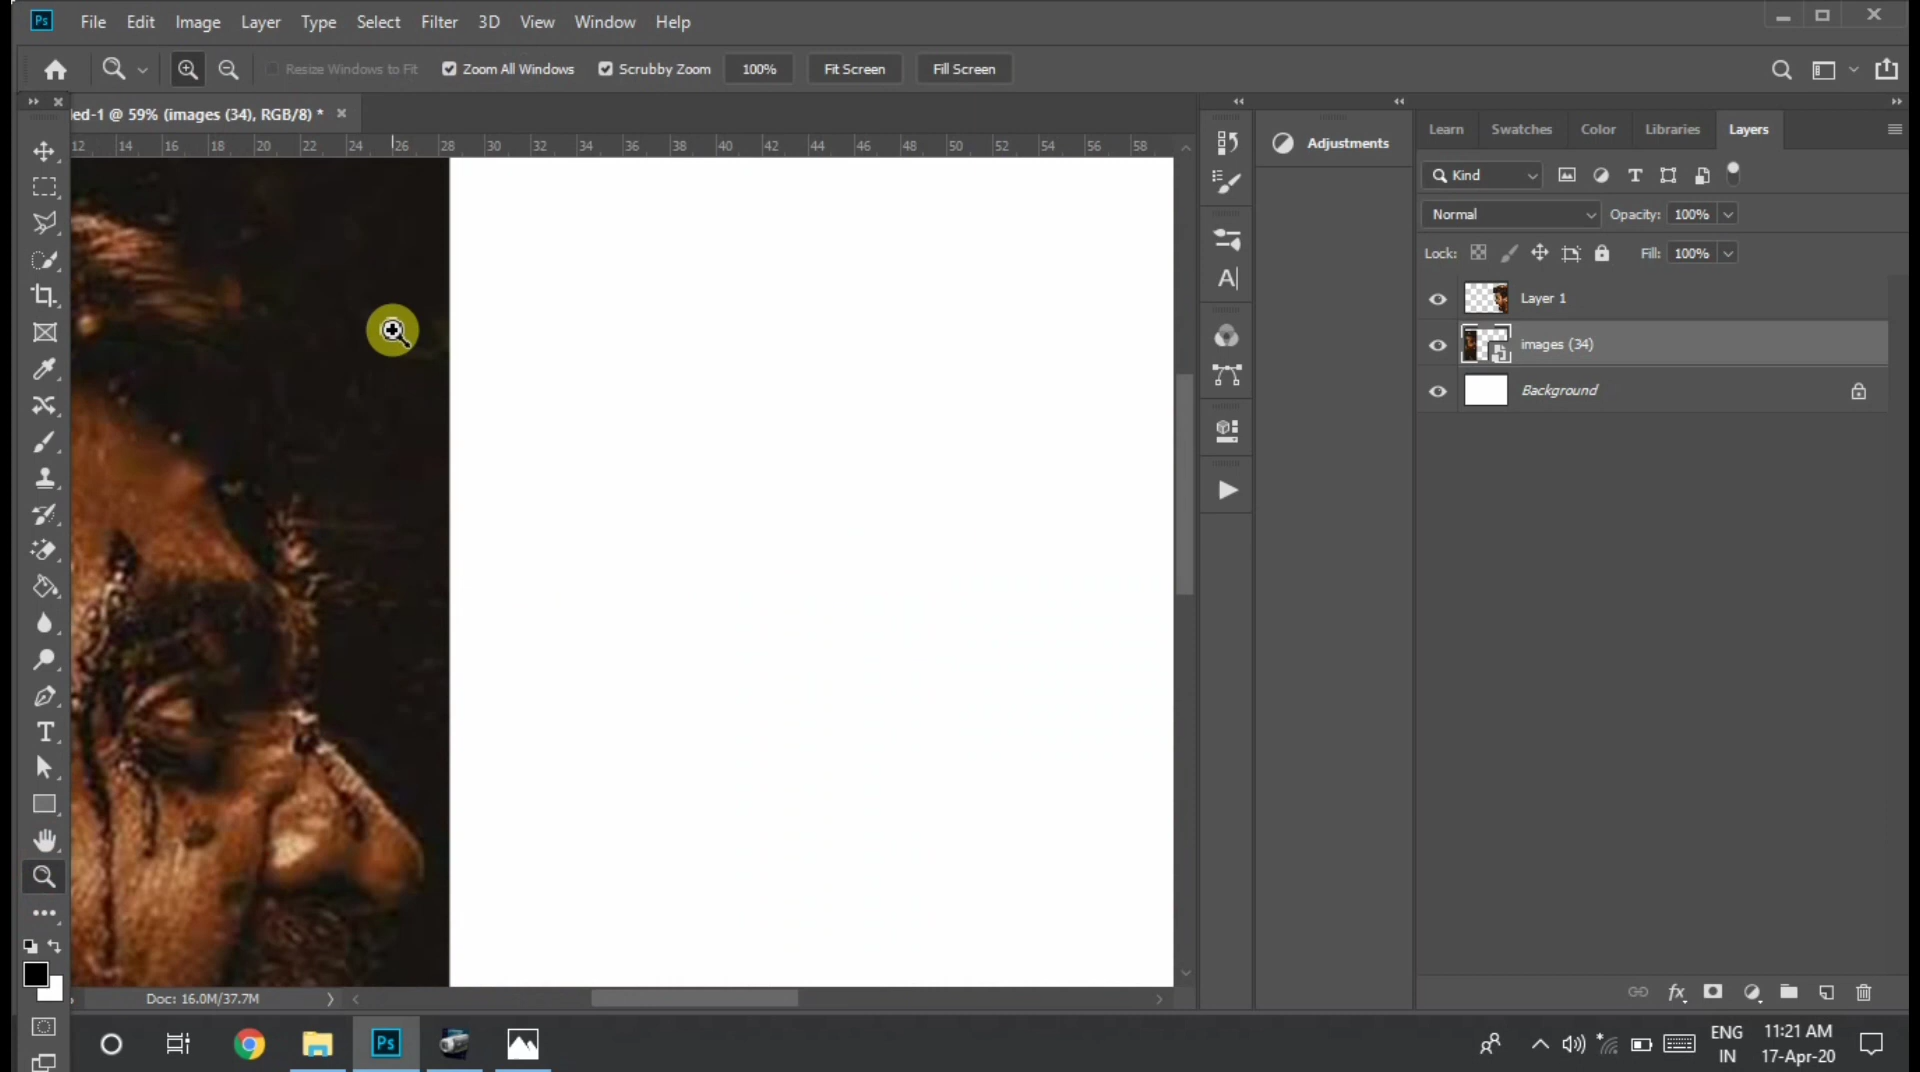 Ps File Edit Image Layer Type Select Filter 3D View Window Help
Resize Windows to Fit Zoom All Windows Scrubby Zoom 100% Fit Screen Fill Screen
led-1 @ 59% (images (34), RGB/8) *
12 14 16 18 20 22 24 26 28 30 32 34 36 38 40 42 44 46 48 50 52 54 56 58
Adjustments
Learn Swatches Color Libraries Layers
Kind
Normal Opacity: 100%
Lock: Fill: 100%
Layer 1
images (34)
Background
Doc: 16.0M/37.7M
Ps
ENG
IN
11:21 AM
17-Apr-20